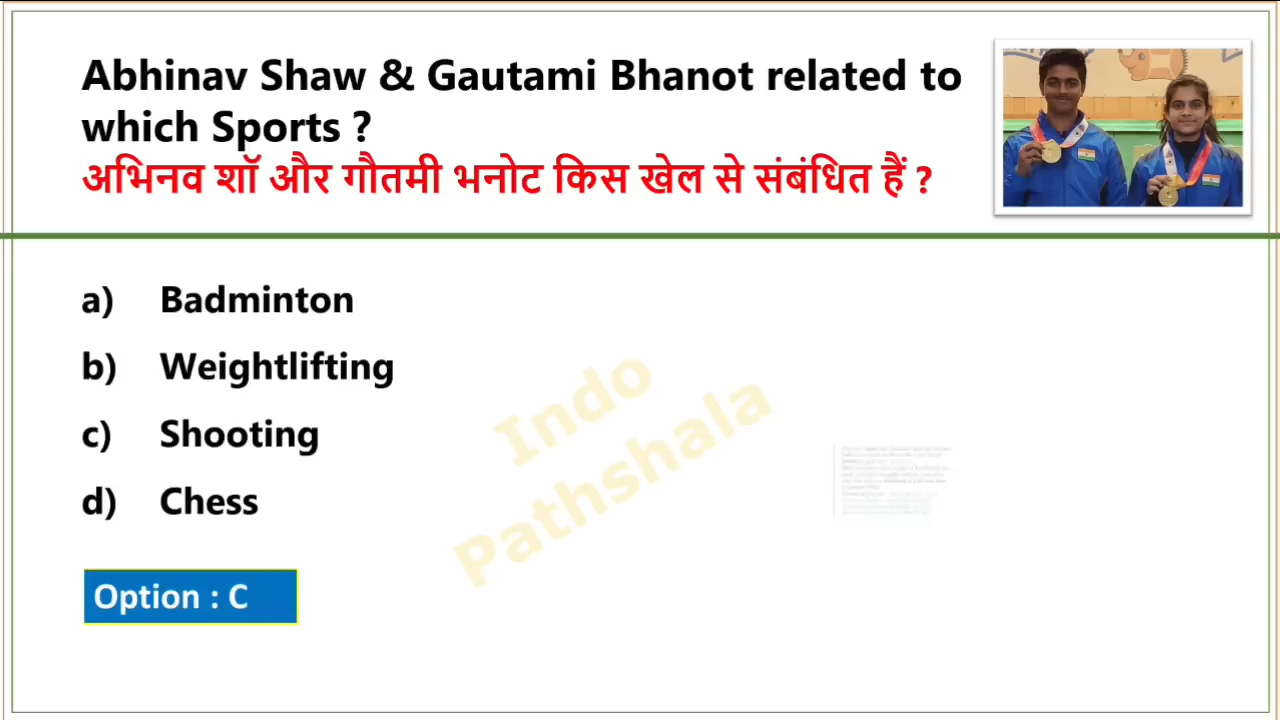 Abhinav Shaw & Gautami Bhanot related to
which Sports ?
अभिनव शॉ और गौतमी भनोट किस खेल से संबंधित हैं ?
a) Badminton
b) Weightlifting
c) Shooting
d) Chess
Option : C
Indo
Pathshala